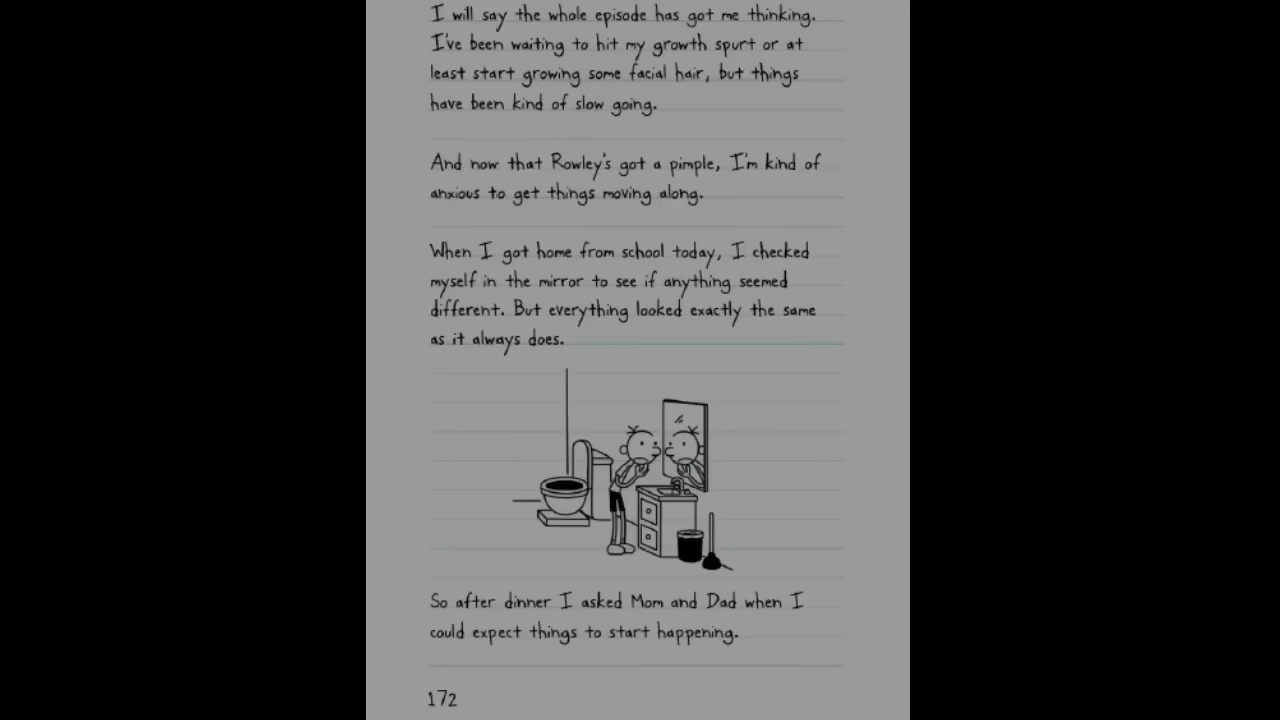 I will say the whole episode has got me thinking.
I've been waiting to hit my growth spurt or at
least start growing some facial hair, but things
have been kind of slow going.
And now that Rowley's got a pimple, I'm kind of
anxious to get things moving along.
When I got home from school today, I checked
myself in the mirror to see if anything seemed
different. But everything looked exactly the same
as it always does.
So after dinner I asked Mom and Dad when I
could expect things to start happening.
172